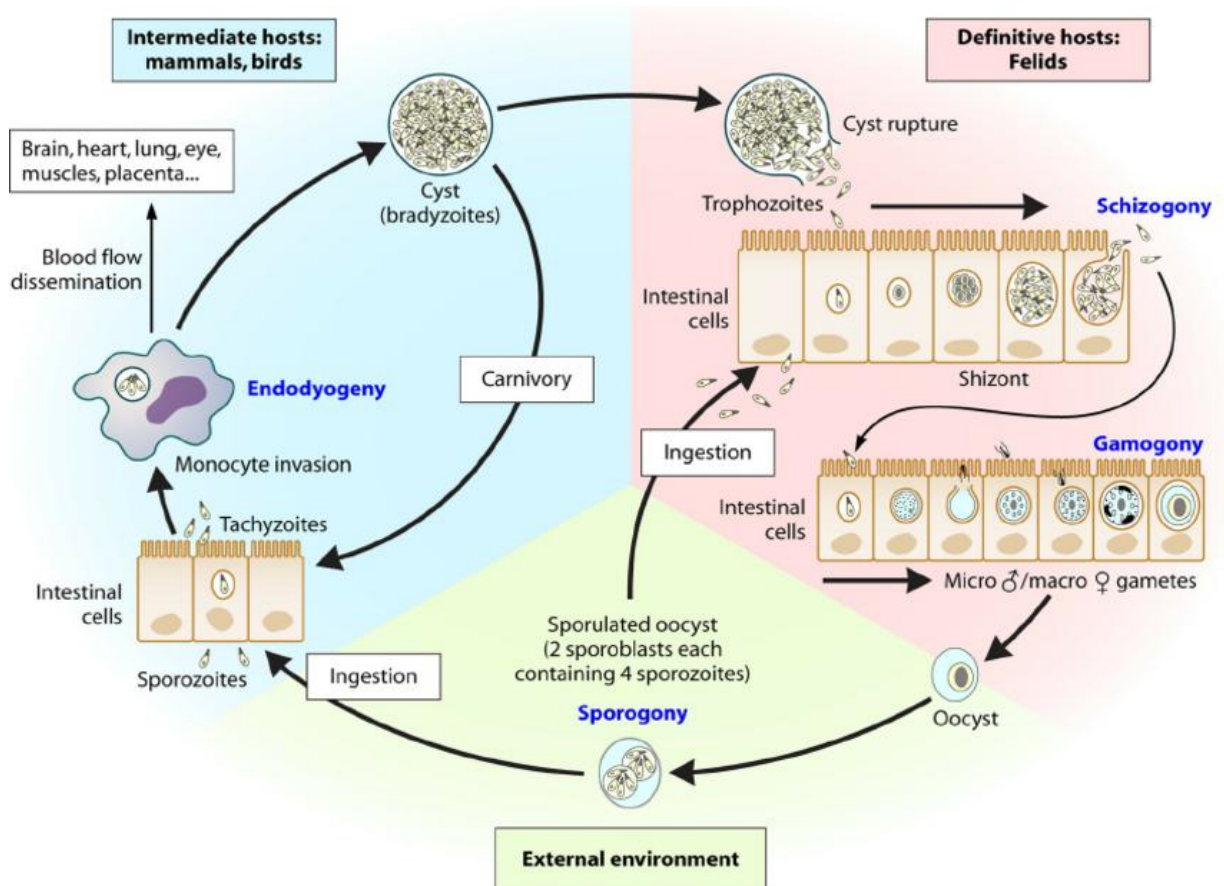 Intermediate hosts:
mammals, birds
Definitive hosts:
Felids
Brain, heart, lung, eye,
muscles, placenta...
Cyst
(bradyzoites)
Cyst rupture
Trophozoites
Schizogony
Blood flow
dissemination
Intestinal
cells
Shizont
Endodyogeny
Carnivory
Monocyte invasion
Ingestion
Gamogony
Tachyzoites
Intestinal
cells
Intestinal
cells
Micro ♂/macro ♀ gametes
Sporozoites
Ingestion
Sporulated oocyst
(2 sporoblasts each
containing 4 sporozoites)
Sporogony
Oocyst
External environment